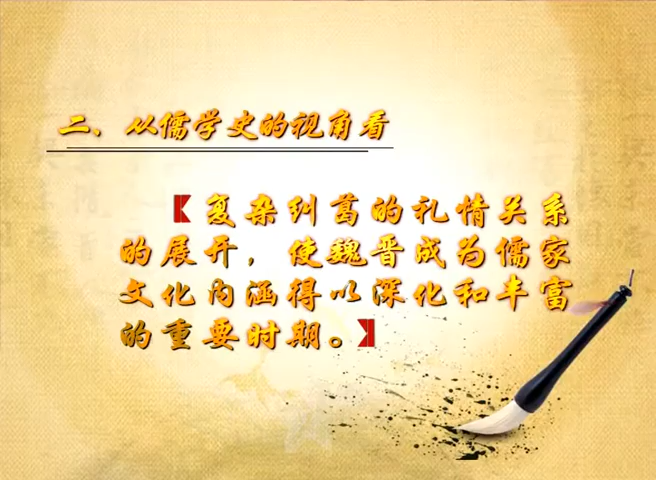 二、从儒学史的视角看
【复杂纠葛的礼情关系
的展开，使魏晋成为儒家
文化内涵得以深化和丰富
的重要时期。】